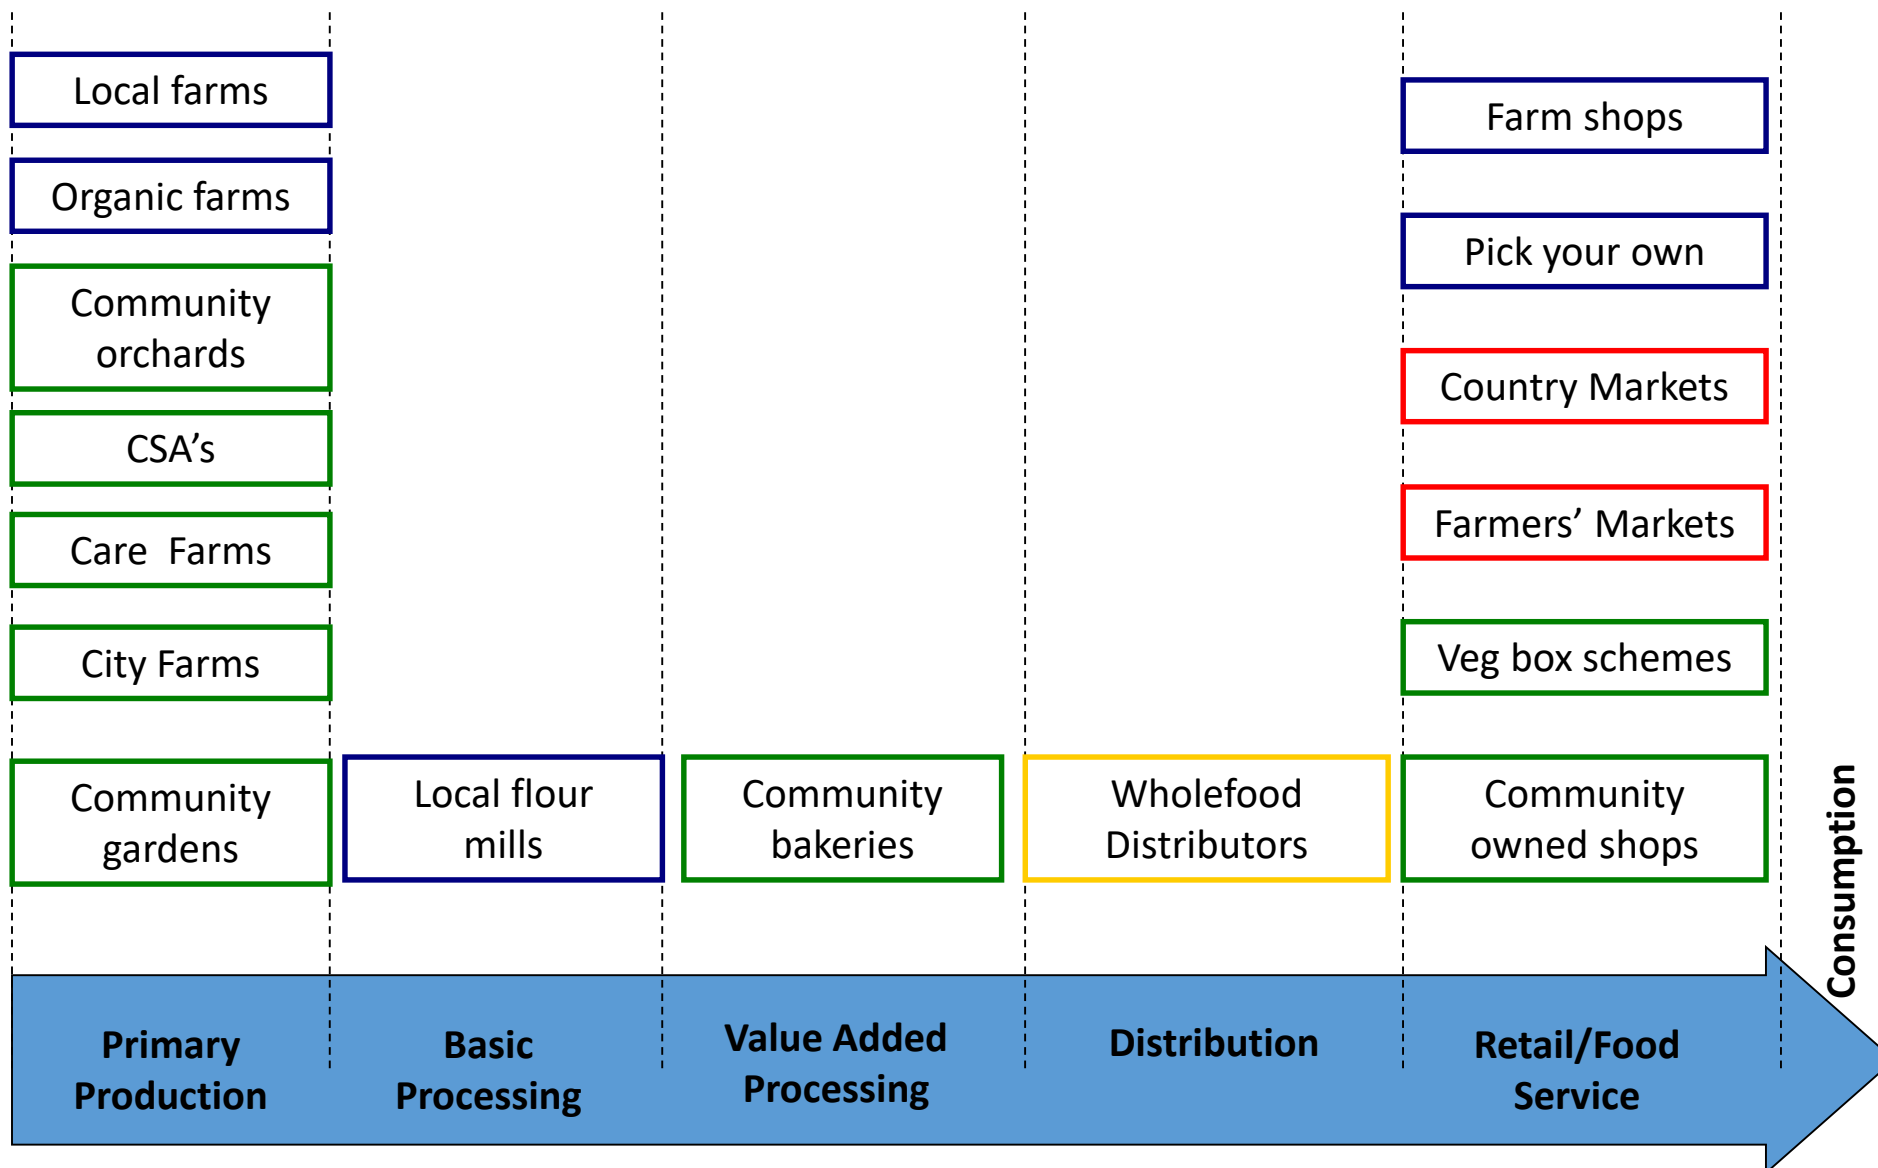 Local farms
Organic farms
Community
orchards
CSA’s
Care  Farms
City Farms
Community
gardens
Local flour
mills
Community
bakeries
Wholefood
Distributors
Farm shops
Pick your own
Country Markets
Farmers’ Markets
Veg box schemes
Community
owned shops
Consumption
Primary
Production
Basic
Processing
Value Added
Processing
Distribution
Retail/Food
Service